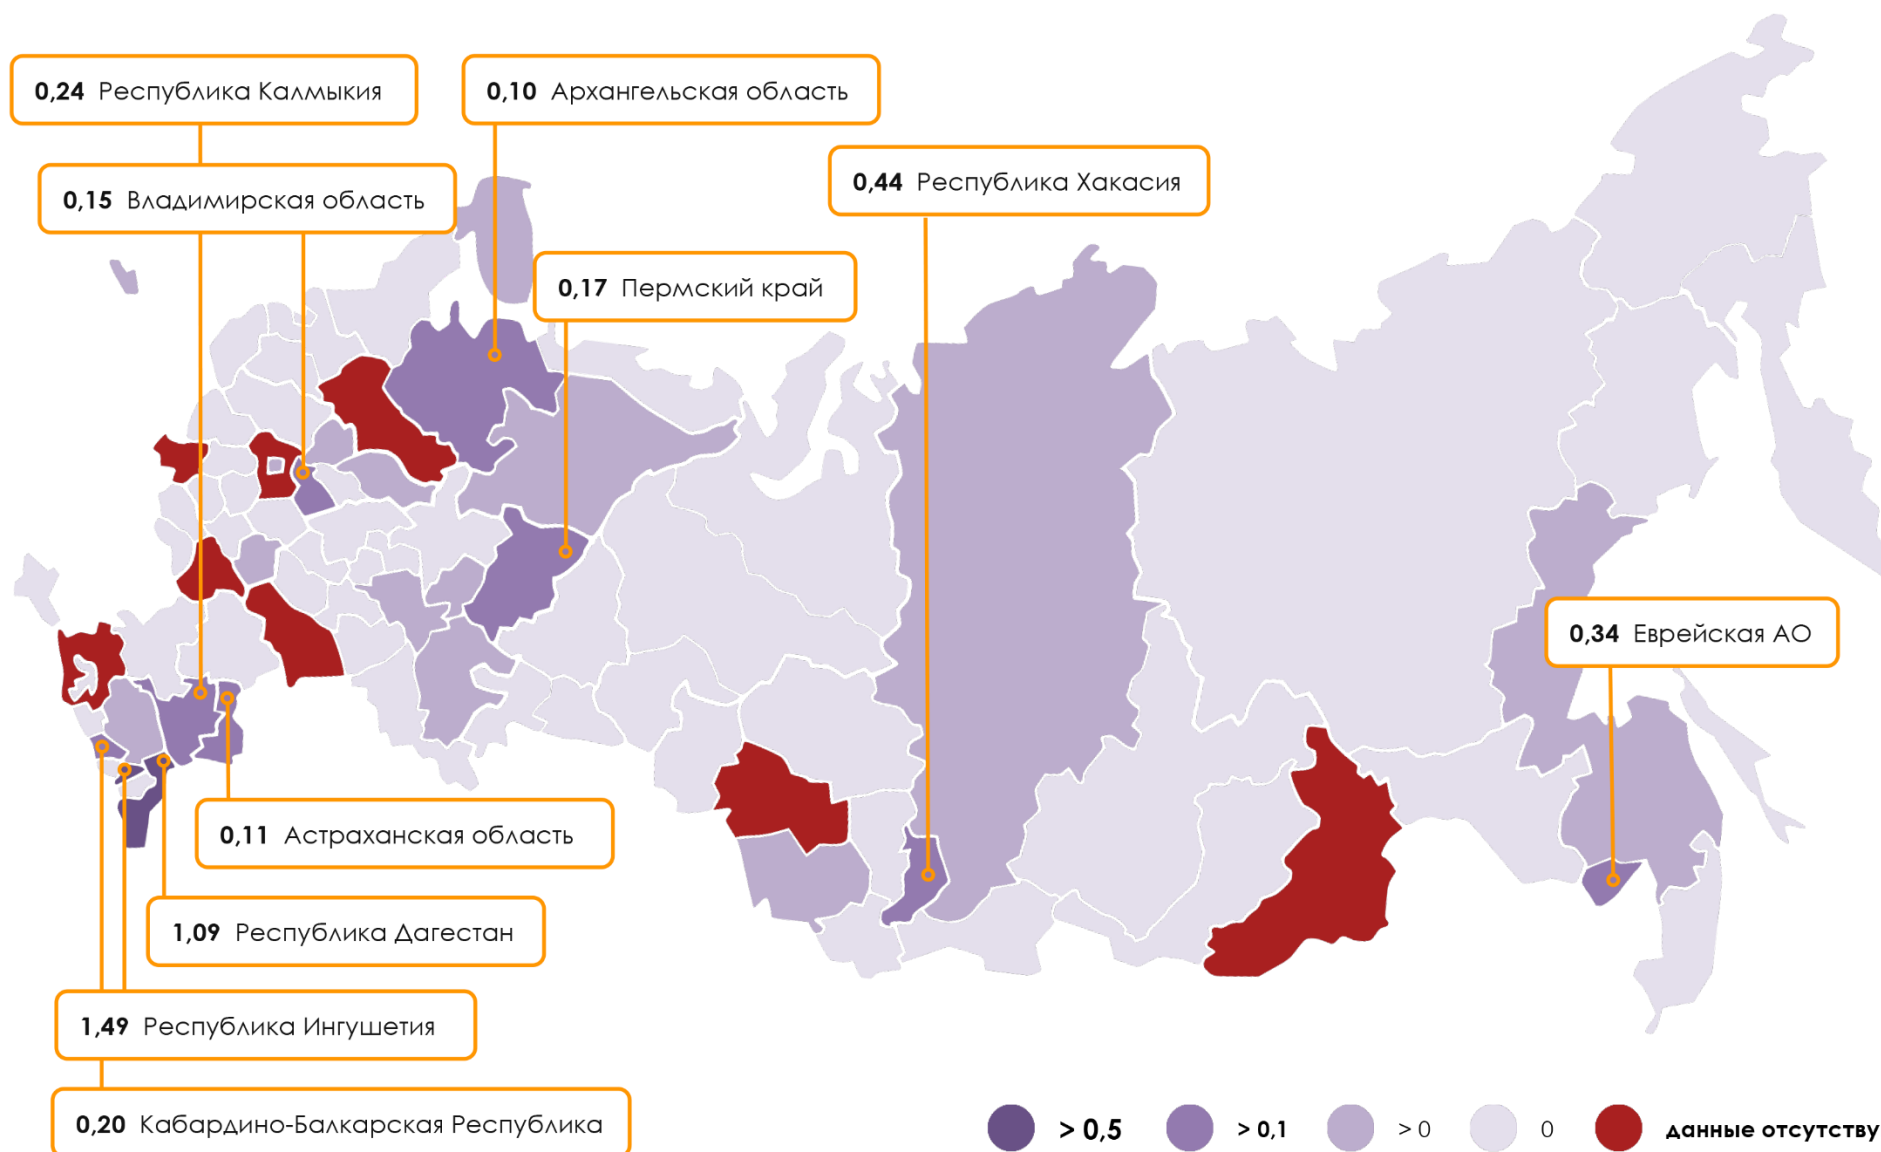 0,24 Республика Калмыкия
0,10 Архангельская область
0,15 Владимирская область
0,44 Республика Хакасия
0,17 Пермский край
0,34 Еврейская АО
0,11 Астраханская область
1,09 Республика Дагестан
1,49 Республика Ингушетия
0,20 Кабардино-Балкарская Республика
> 0,5 > 0,1 > 0 0 данные отсутству